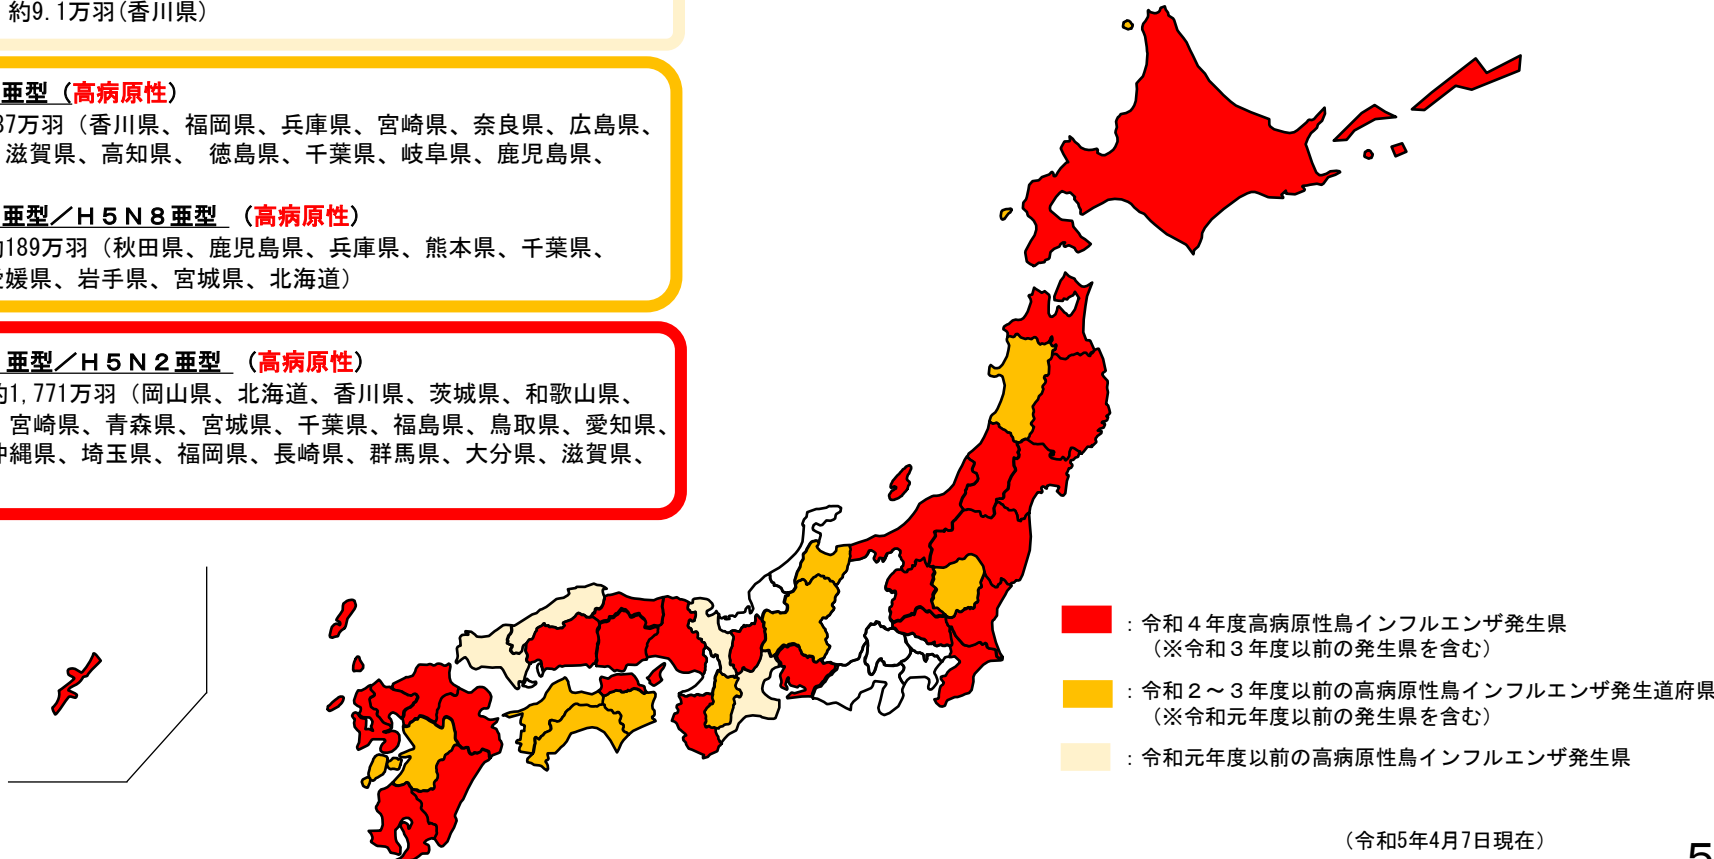 約9.1万羽(香川県)
亜型（高病原性）
87万羽（香川県、福岡県、兵庫県、宮崎県、奈良県、広島県、
滋賀県、高知県、 徳島県、千葉県、岐阜県、鹿児島県、
亜型／Ｈ５Ｎ８亜型 （高病原性）
約189万羽（秋田県、鹿児島県、兵庫県、熊本県、千葉県、
愛媛県、岩手県、宮城県、北海道）
亜型／Ｈ５Ｎ２亜型 （高病原性）
約1,771万羽（岡山県、北海道、香川県、茨城県、和歌山県、
宮崎県、青森県、宮城県、千葉県、福島県、鳥取県、愛知県、
沖縄県、埼玉県、福岡県、長崎県、群馬県、大分県、滋賀県、
：令和４年度高病原性鳥インフルエンザ発生県
（※令和３年度以前の発生県を含む）
：令和２～３年度以前の高病原性鳥インフルエンザ発生道府県
（※令和元年度以前の発生県を含む）
：令和元年度以前の高病原性鳥インフルエンザ発生県
（令和5年4月7日現在）
5